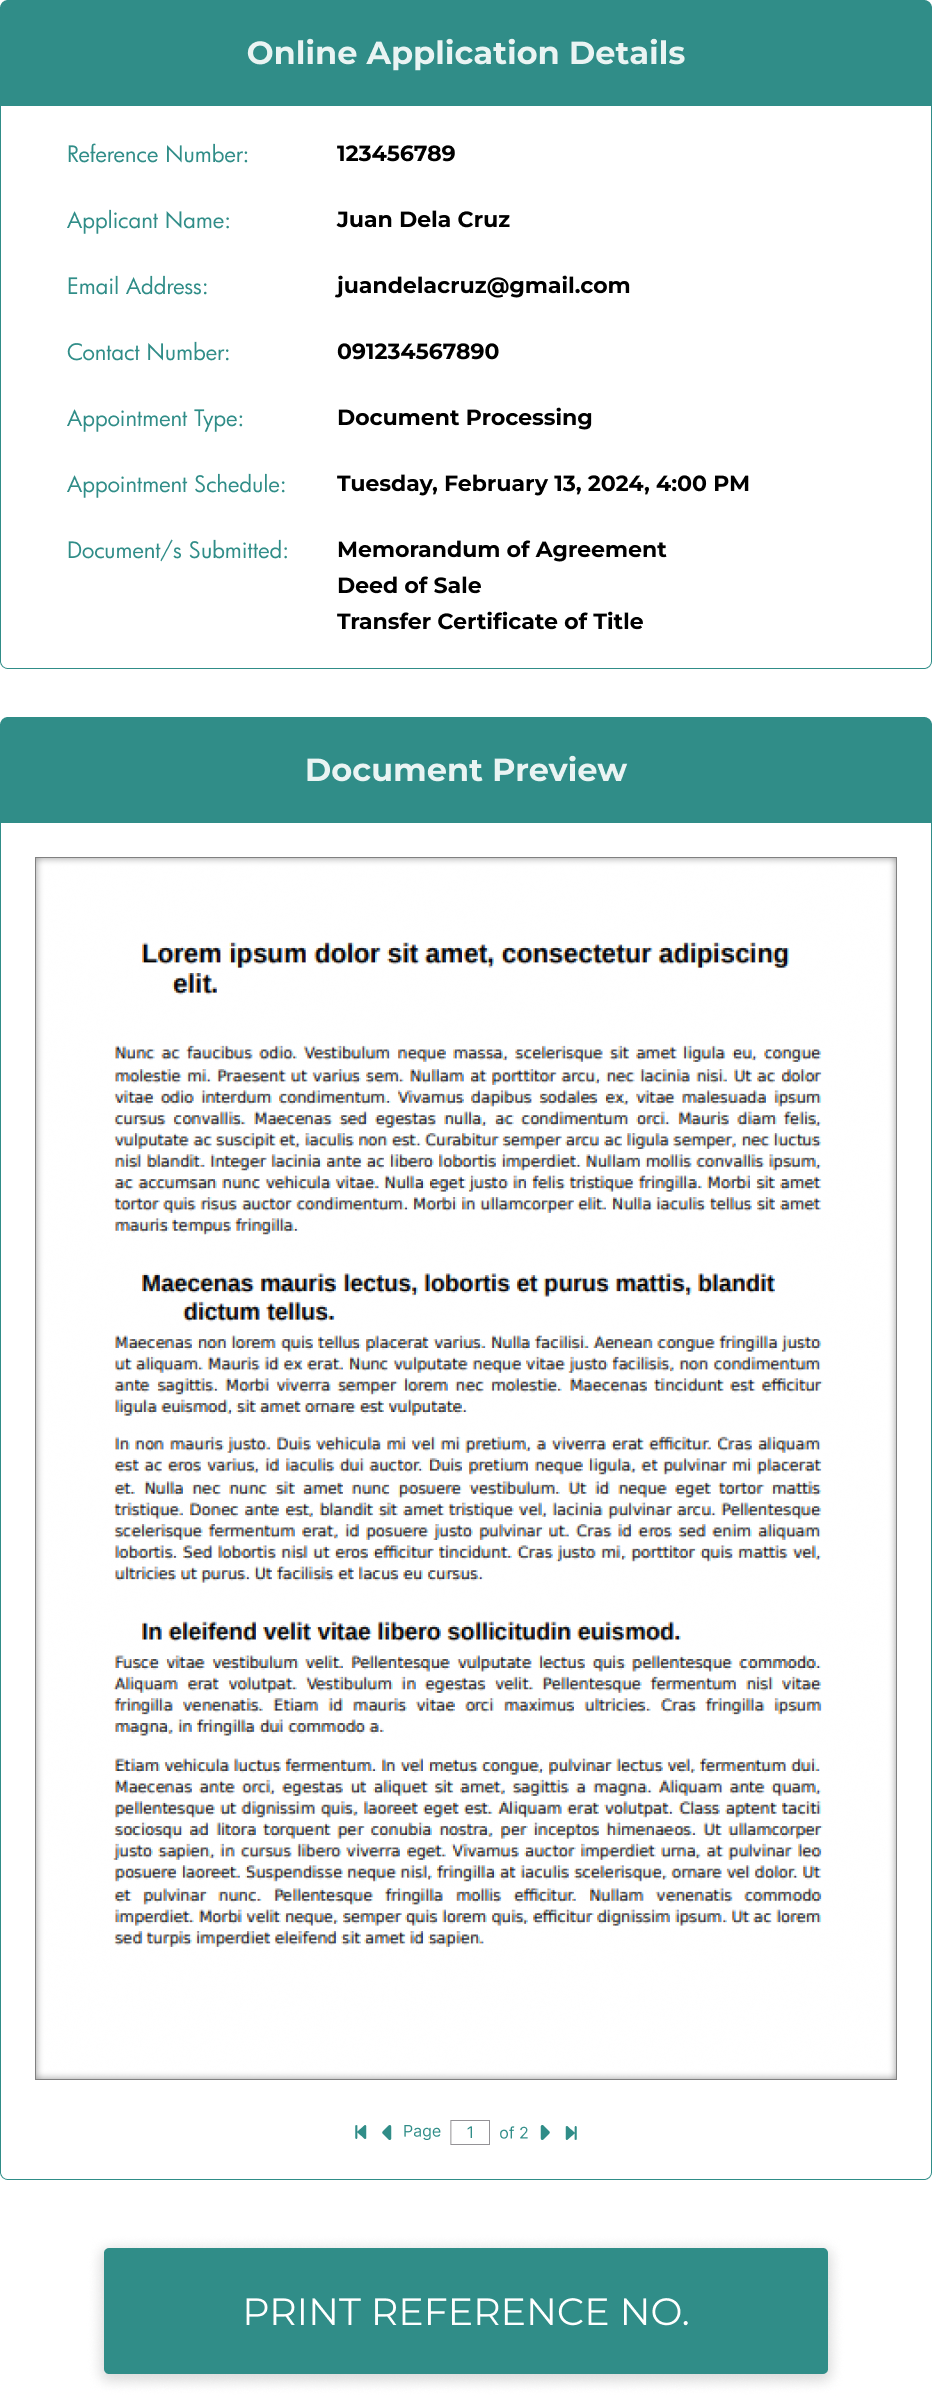 Online Application Details
Reference Number: 123456789
Applicant Name: Juan Dela Cruz
Email Address: juandelacruz@gmail.com
Contact Number: 091234567890
Appointment Type: Document Processing
Appointment Schedule: Tuesday, February 13, 2024, 4:00 PM
Document/s Submitted: Memorandum of Agreement
Deed of Sale
Transfer Certificate of Title
Document Preview
Lorem ipsum dolor sit amet, consectetur adipiscing
elit.
Nunc ac faucibus odio. Vestibulum neque massa, scelerisque sit amet ligula eu, congue
molestie mi. Praesent ut varius sem. Nullam at porttitor arcu, nec lacinia nisi. Ut ac dolor
vitae odio interdum condimentum. Vivamus dapibus sodales ex, vitae malesuada ipsum
cursus convallis. Maecenas sed egestas nulla, ac condimentum orci. Mauris diam felis,
vulputate ac suscipit et, iaculis non est. Curabitur semper arcu ac ligula semper, nec luctus
nisl blandit. Integer lacinia ante ac libero lobortis imperdiet. Nullam mollis convallis ipsum,
ac accumsan nunc vehicula vitae. Nulla eget justo in felis tristique fringilla. Morbi sit amet
tortor quis risus auctor condimentum. Morbi in ullamcorper elit. Nulla iaculis tellus sit amet
mauris tempus fringilla.
Maecenas mauris lectus, lobortis et purus mattis, blandit
dictum tellus.
Maecenas non lorem quis tellus placerat varius. Nulla facilisi. Aenean congue fringilla justo
ut aliquam. Mauris id ex erat. Nunc vulputate neque vitae justo facilisis, non condimentum
ante sagittis. Morbi viverra semper lorem nec molestie. Maecenas tincidunt est efficitur
ligula euismod, sit amet ornare est vulputate.
In non mauris justo. Duis vehicula mi vel mi pretium, a viverra erat efficitur. Cras aliquam
est ac eros varius, id iaculis dui auctor. Duis pretium neque ligula, et pulvinar mi placerat
et. Nulla nec nunc sit amet nunc posuere vestibulum. Ut id neque eget tortor mattis
tristique. Donec ante est, blandit sit amet tristique vel, lacinia pulvinar arcu. Pellentesque
scelerisque fermentum erat, id posuere justo pulvinar ut. Cras id eros sed enim aliquam
lobortis. Sed lobortis nisl ut eros efficitur tincidunt. Cras justo mi, porttitor quis mattis vel,
ultricies ut purus. Ut facilisis et lacus eu cursus.
In eleifend velit vitae libero sollicitudin euismod.
Fusce vitae vestibulum velit. Pellentesque vulputate lectus quis pellentesque commodo.
Aliquam erat volutpat. Vestibulum in egestas velit. Pellentesque fermentum nisl vitae
fringilla venenatis. Etiam id mauris vitae orci maximus ultricies. Cras fringilla ipsum
magna, in fringilla dui commodo a.
Etiam vehicula luctus fermentum. In vel metus congue, pulvinar lectus vel, fermentum dui.
Maecenas ante orci, egestas ut aliquet sit amet, sagittis a magna. Aliquam ante quam,
pellentesque ut dignissim quis, laoreet eget est. Aliquam erat volutpat. Class aptent taciti
sociosqu ad litora torquent per conubia nostra, per inceptos himenaeos. Ut ullamcorper
justo sapien, in cursus libero viverra eget. Vivamus auctor imperdiet urna, at pulvinar leo
posuere laoreet. Suspendisse neque nisl, fringilla at iaculis scelerisque, ornare vel dolor. Ut
et pulvinar nunc. Pellentesque fringilla mollis efficitur. Nullam venenatis commodo
imperdiet. Morbi velit neque, semper quis lorem quis, efficitur dignissim ipsum. Ut ac lorem
sed turpis imperdiet eleifend sit amet id sapien.
Page 1 of 2
PRINT REFERENCE NO.